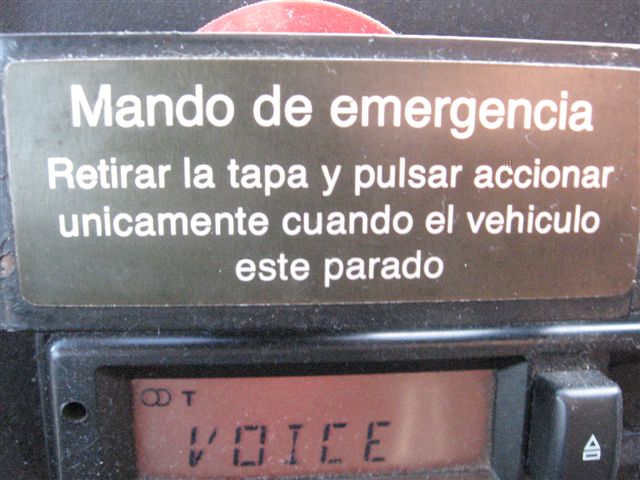 Mando de emergencia
Retirar la tapa y pulsar accionar
unicamente cuando el vehiculo
este parado
T
VOICE